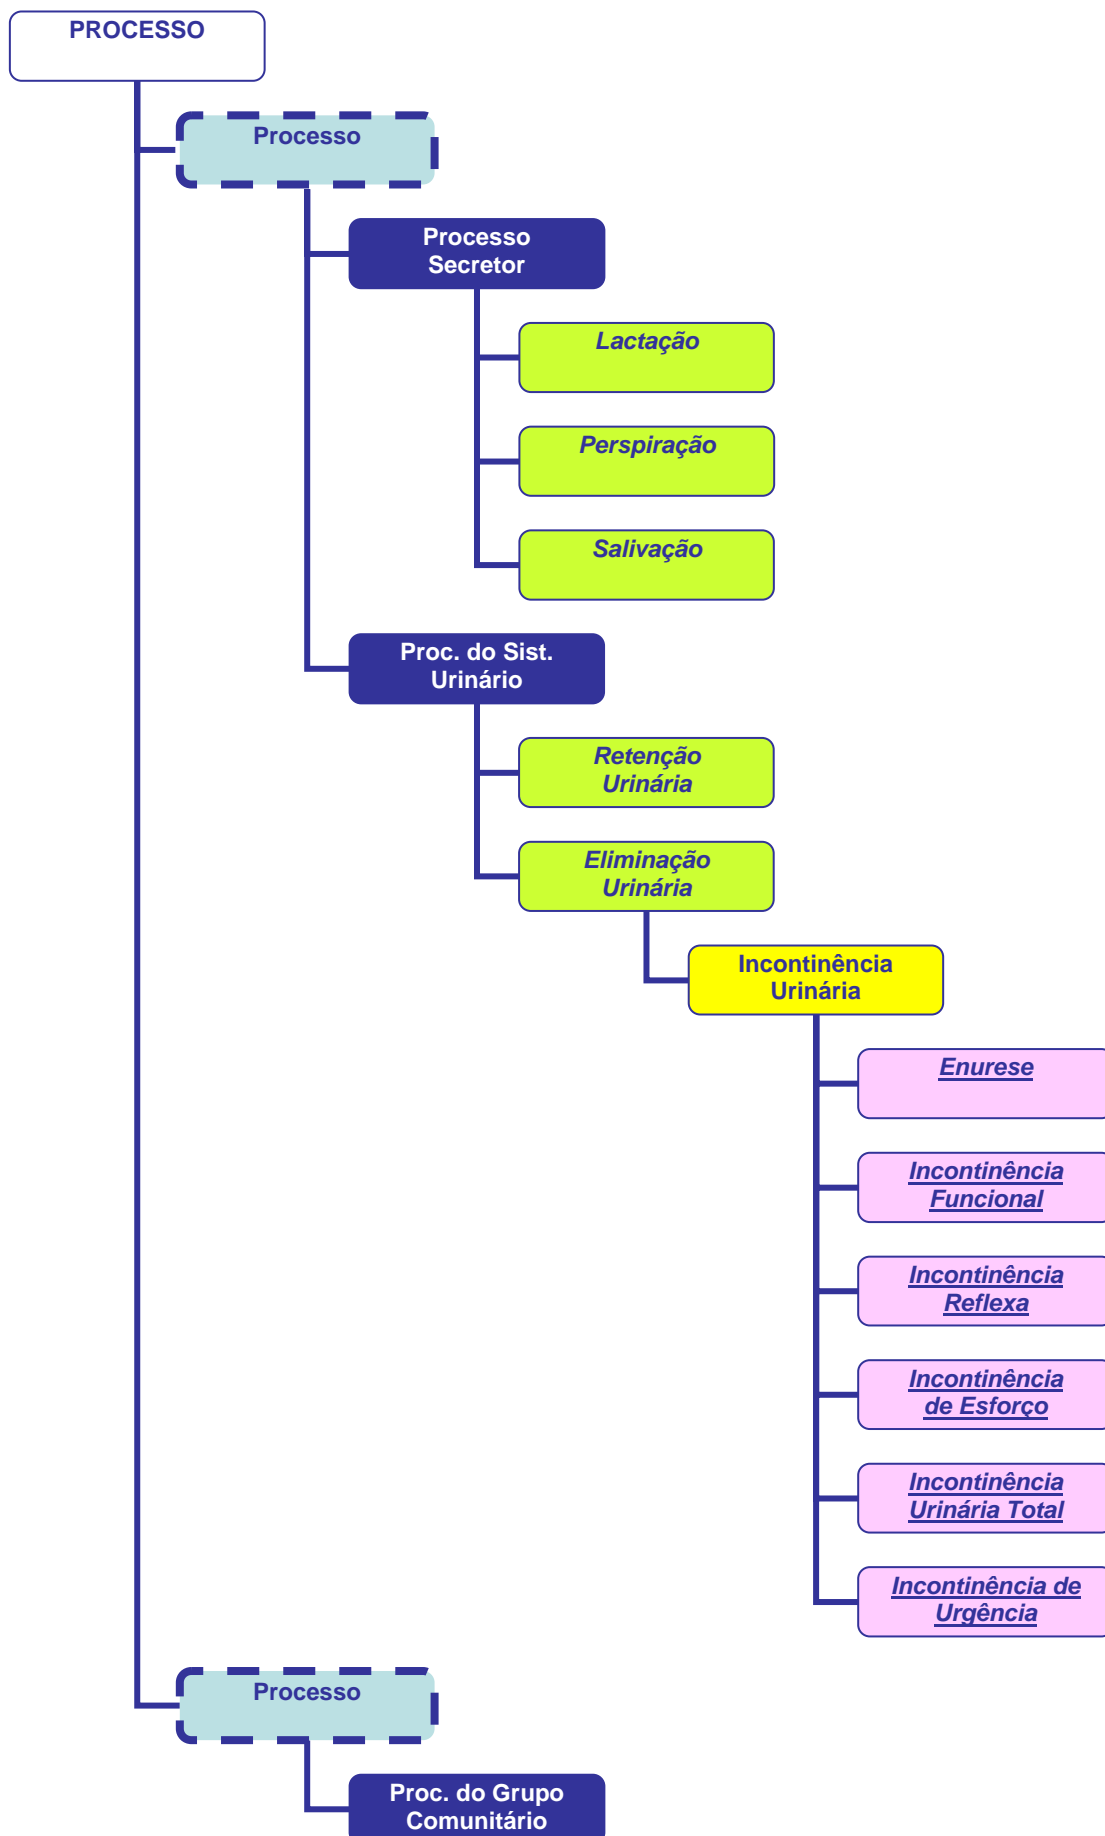 PROCESSO
Processo
Processo
Secretor
Lactação
Perspiração
Salivação
Proc. do Sist.
Urinário
Retenção
Urinária
Eliminação
Urinária
Incontinência
Urinária
Enurese
Incontinência
Funcional
Incontinência
Reflexa
Incontinência
de Esforço
Incontinência
Urinária Total
Incontinência de
Urgência
Processo
Proc. do Grupo
Comunitário